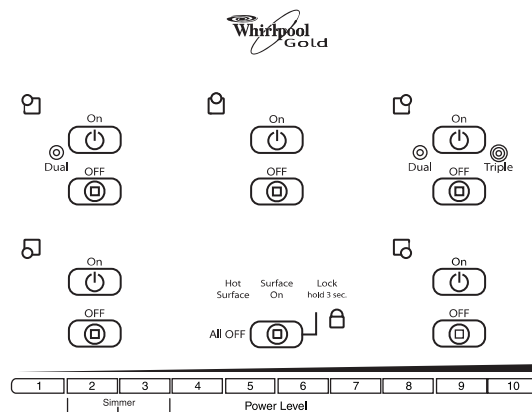 Whirlpool
Gold
On
On
On
Dual
Dual
Triple
OFF
OFF
OFF
On
On
Hot Surface
Surface On
Lock
hold 3 sec.
OFF
All OFF
OFF
1 2 3 4 5 6 7 8 9 10
Simmer
Power Level